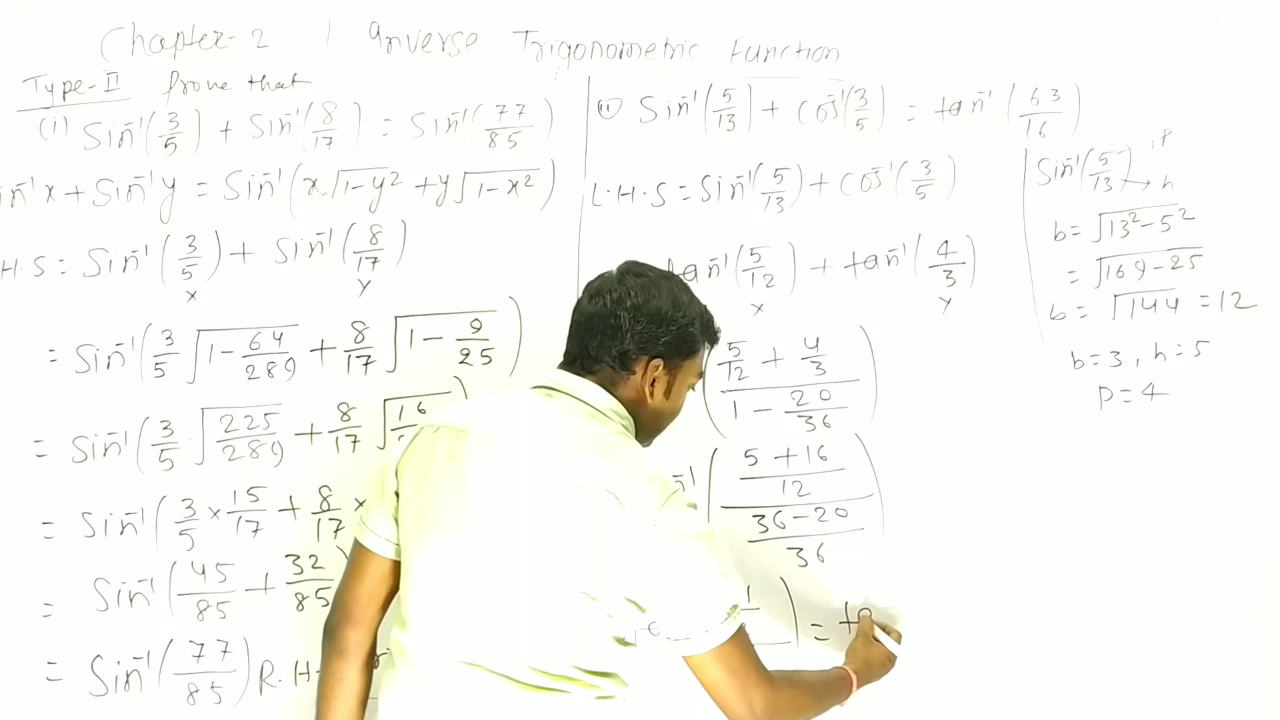 Chapter-2 | Inverse Trigonometric Function
Type-II Prove that
(i) Sin⁻¹(3/5) + Sin⁻¹(8/17) = Sin⁻¹(77/85)
x + Sin⁻¹y = Sin⁻¹(x√1-y² + y√1-x²)
H.S = Sin⁻¹(3/5) + Sin⁻¹(8/17)
x y
= Sin⁻¹(3/5 √1-64/289 + 8/17 √1-9/25)
= Sin⁻¹(3/5 √225/289 + 8/17 √16
= Sin⁻¹(3/5 × 15/17 + 8/17 ×
= Sin⁻¹(45/85 + 32/85
= Sin⁻¹(77/85) R.H
(ii) Sin⁻¹(5/13) + Cos⁻¹(3/5) = tan⁻¹(63/16)
L.H.S = Sin⁻¹(5/13) + Cos⁻¹(3/5)
tan⁻¹(5/12) + tan⁻¹(4/3)
x y
(5/12 + 4/3 / 1 - 20/36)
(5+16/12 / 36-20/36)
) = ta
Sin⁻¹(5/13) → P
→ h
b = √13²-5²
= √169-25
b = √144 = 12
b=3, h=5
P=4